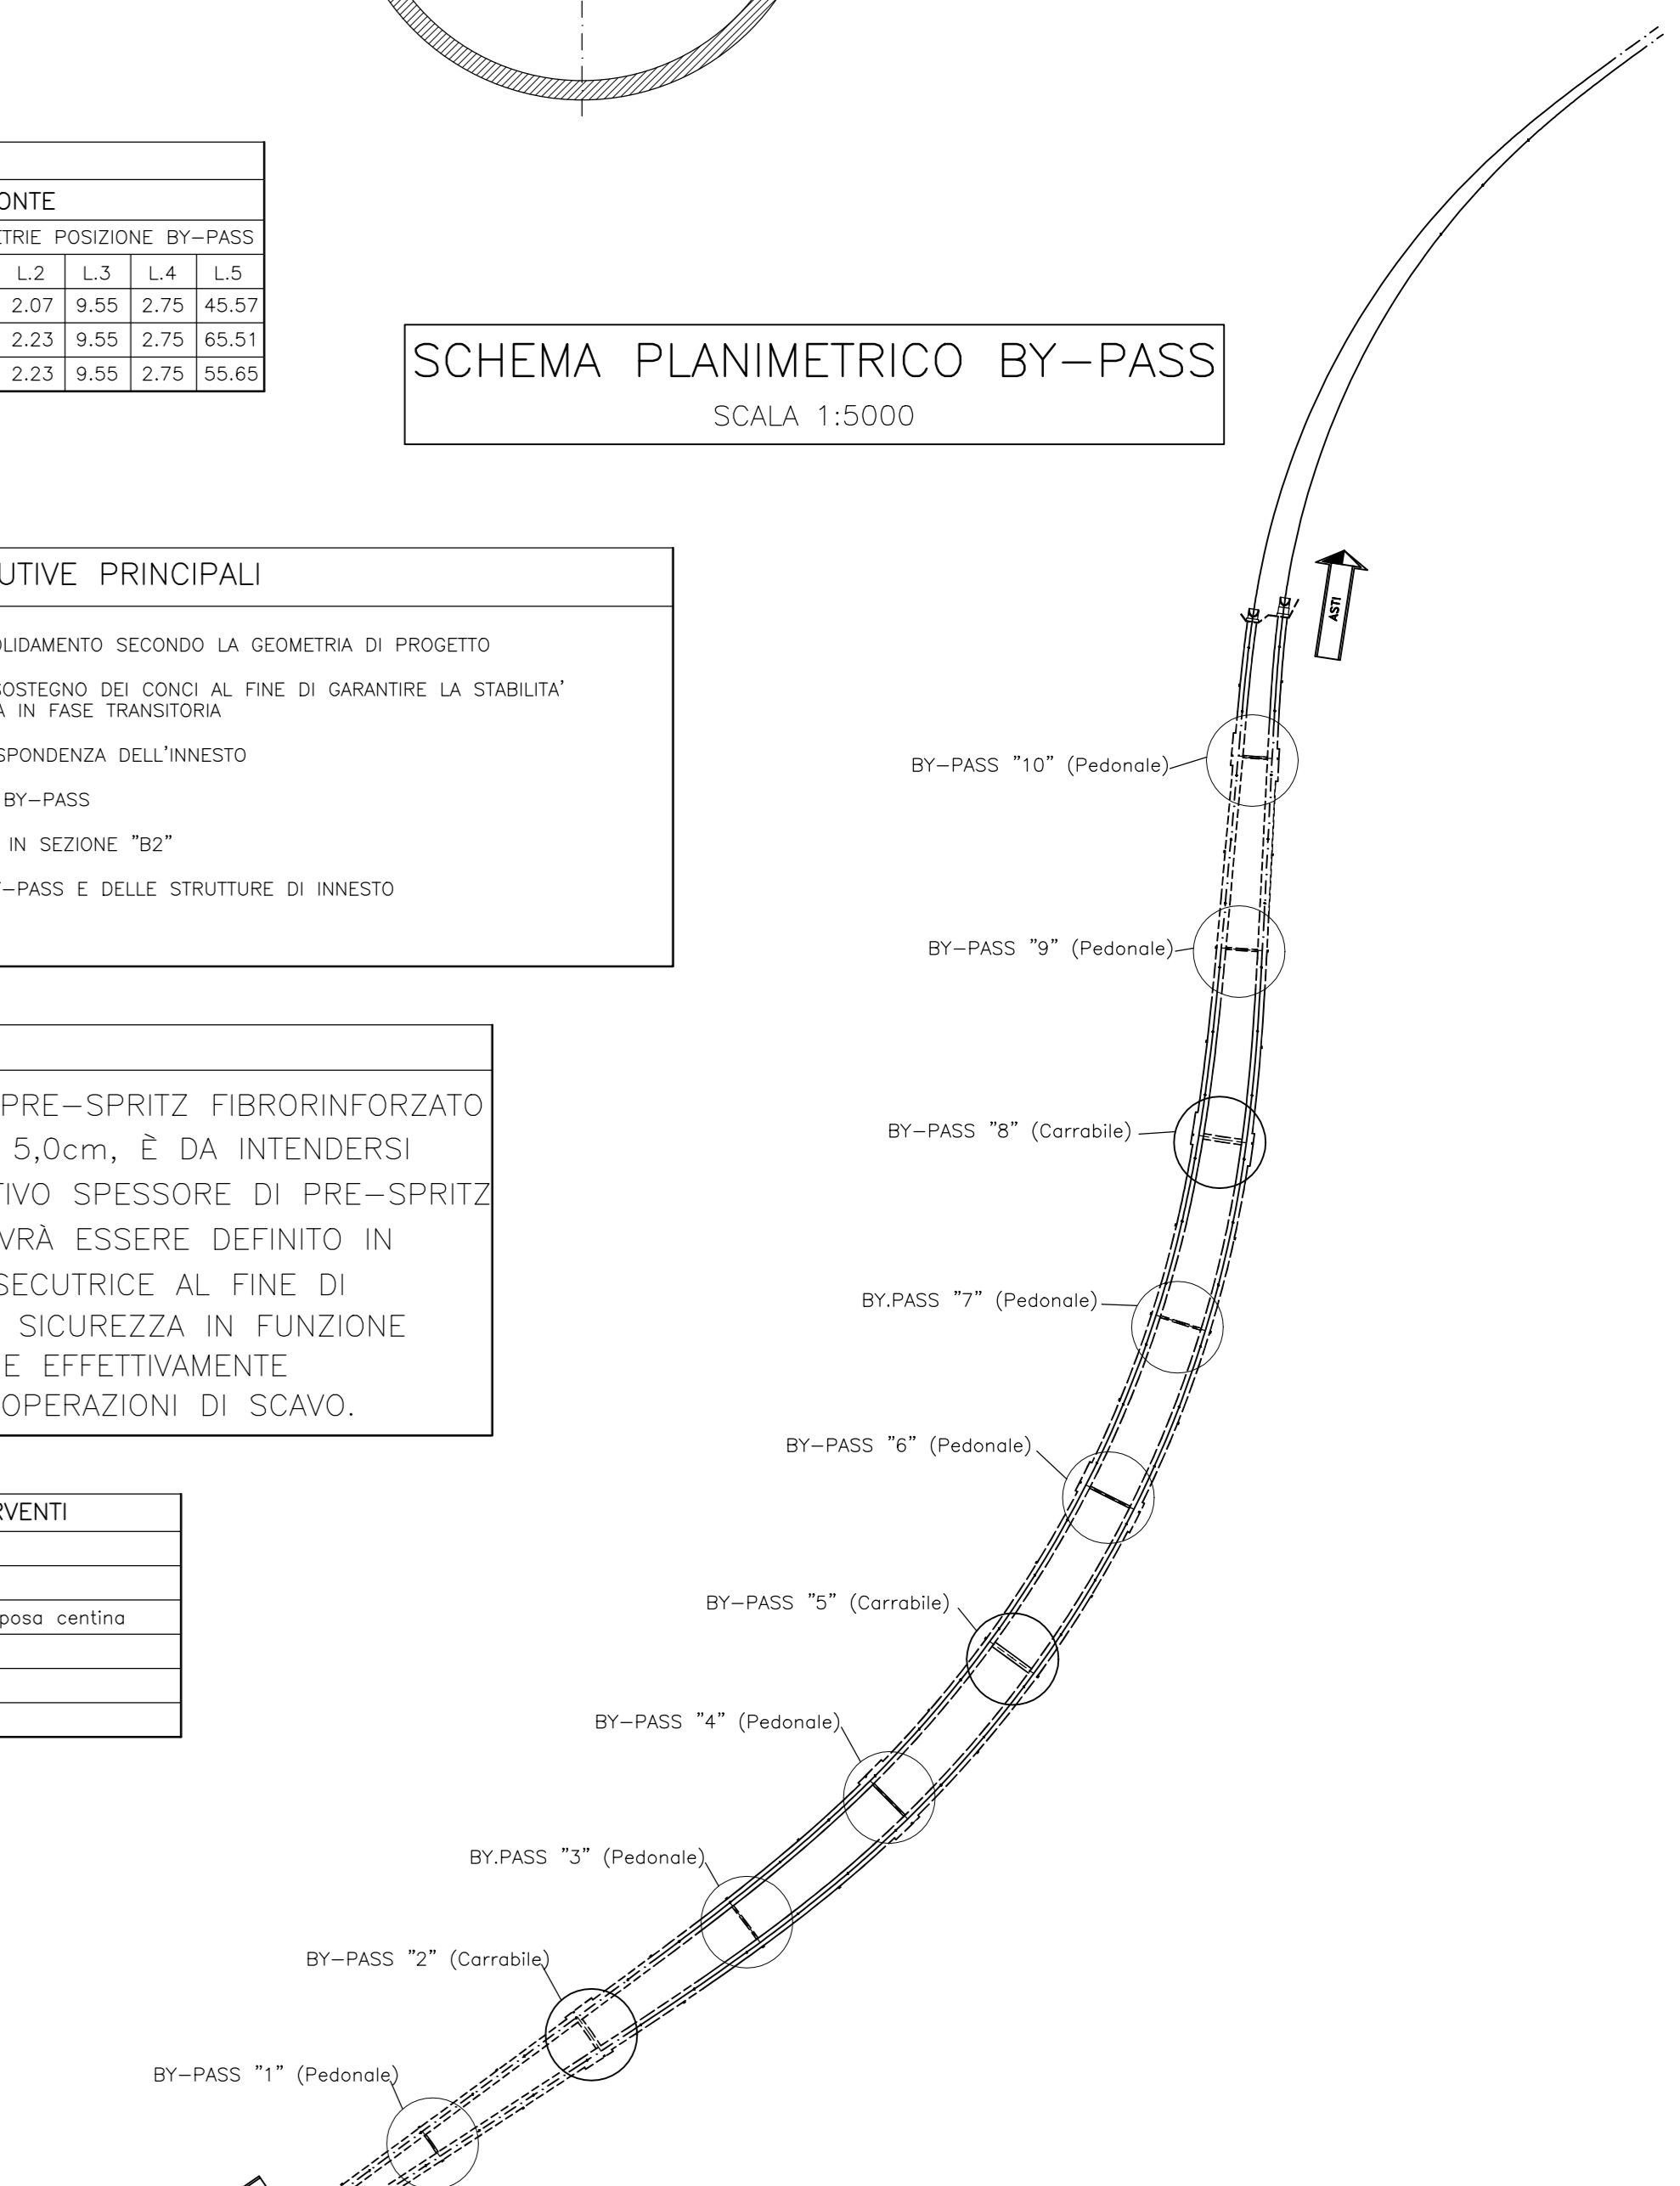 ONTE
ETRIE POSIZIONE BY-PASS
L.2 L.3 L.4 L.5
2.07 9.55 2.75 45.57
2.23 9.55 2.75 65.51
2.23 9.55 2.75 55.65
SCHEMA PLANIMETRICO BY-PASS
SCALA 1:5000
UTIVE PRINCIPALI
OLIDAMENTO SECONDO LA GEOMETRIA DI PROGETTO
SOSTEGNO DEI CONCI AL FINE DI GARANTIRE LA STABILITA'
A IN FASE TRANSITORIA
SPONDENZA DELL'INNESTO
BY-PASS
IN SEZIONE "B2"
Y-PASS E DELLE STRUTTURE DI INNESTO
PRE-SPRITZ FIBRORINFORZATO
5,0cm, È DA INTENDERSI
TIVO SPESSORE DI PRE-SPRITZ
VRÀ ESSERE DEFINITO IN
SECUTRICE AL FINE DI
SICUREZZA IN FUNZIONE
E EFFETTIVAMENTE
OPERAZIONI DI SCAVO.
RVENTI
posa centina
ASTI
BY-PASS "10" (Pedonale)
BY-PASS "9" (Pedonale)
BY-PASS "8" (Carrabile)
BY.PASS "7" (Pedonale)
BY-PASS "6" (Pedonale)
BY-PASS "5" (Carrabile)
BY-PASS "4" (Pedonale)
BY.PASS "3" (Pedonale)
BY-PASS "2" (Carrabile)
BY-PASS "1" (Pedonale)